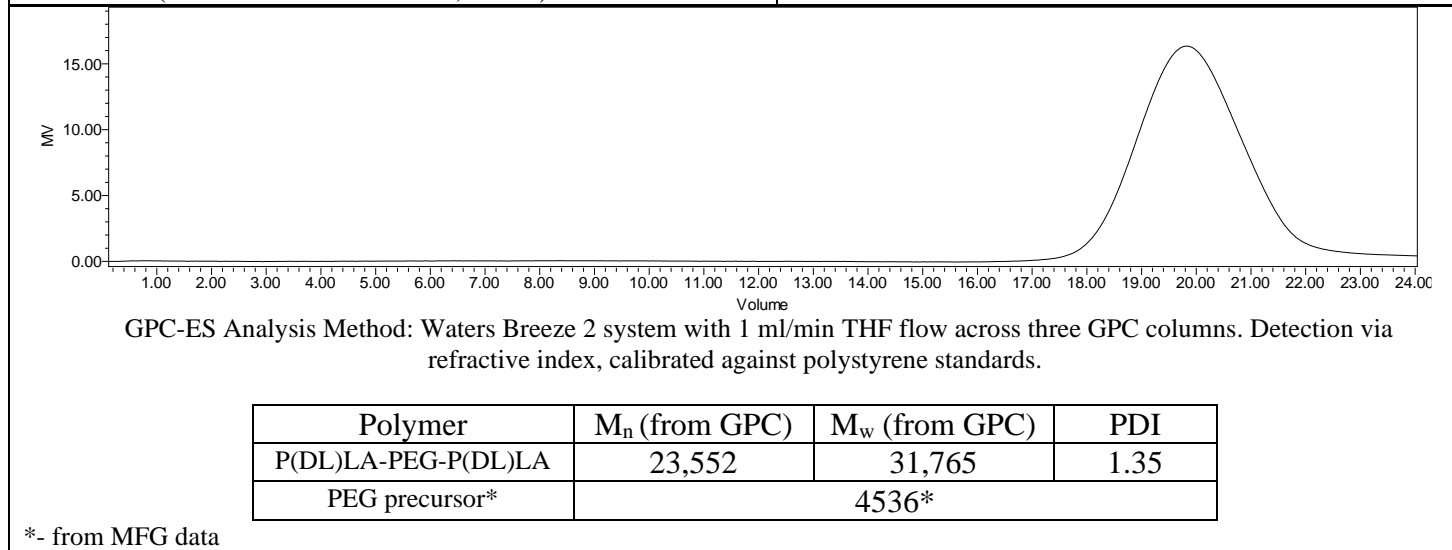 15.00
10.00
MV
5.00
0.00
1.00 2.00 3.00 4.00 5.00 6.00 7.00 8.00 9.00 10.00 11.00 12.00 13.00 14.00 15.00 16.00 17.00 18.00 19.00 20.00 21.00 22.00 23.00 24.00
Volume
GPC-ES Analysis Method: Waters Breeze 2 system with 1 ml/min THF flow across three GPC columns. Detection via
refractive index, calibrated against polystyrene standards.
Polymer Mn (from GPC) Mw (from GPC) PDI
P(DL)LA-PEG-P(DL)LA 23,552 31,765 1.35
PEG precursor* 4536*
*- from MFG data